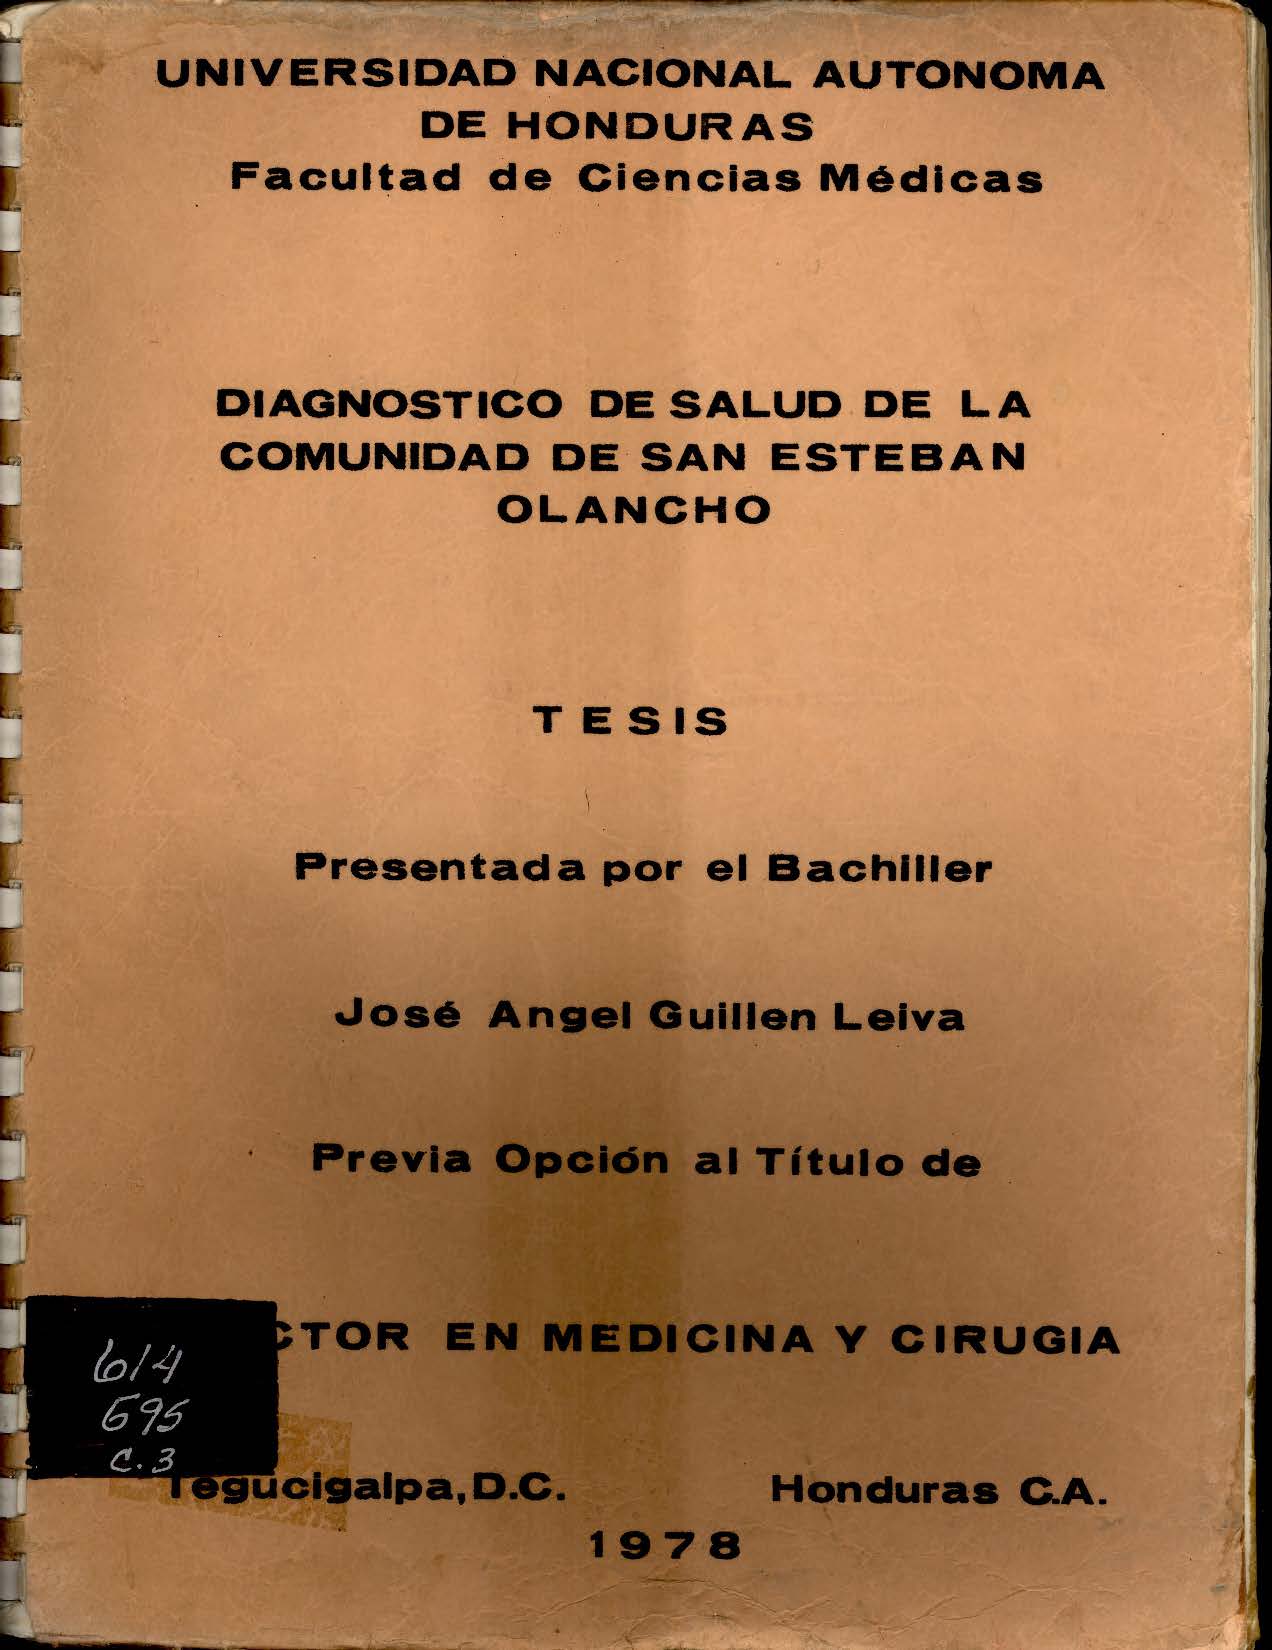 UNIVERSIDAD NACIONAL AUTONOMA
DE HONDURAS
Facultad de Ciencias Médicas
DIAGNOSTICO DE SALUD DE LA
COMUNIDAD DE SAN ESTEBAN
OLANCHO
TESIS
Presentada por el Bachiller
José Angel Guillen Leiva
Previa Opción al Título de
CTOR EN MEDICINA Y CIRUGIA
614
G95
C.3
Tegucigalpa, D.C. Honduras C.A.
1978